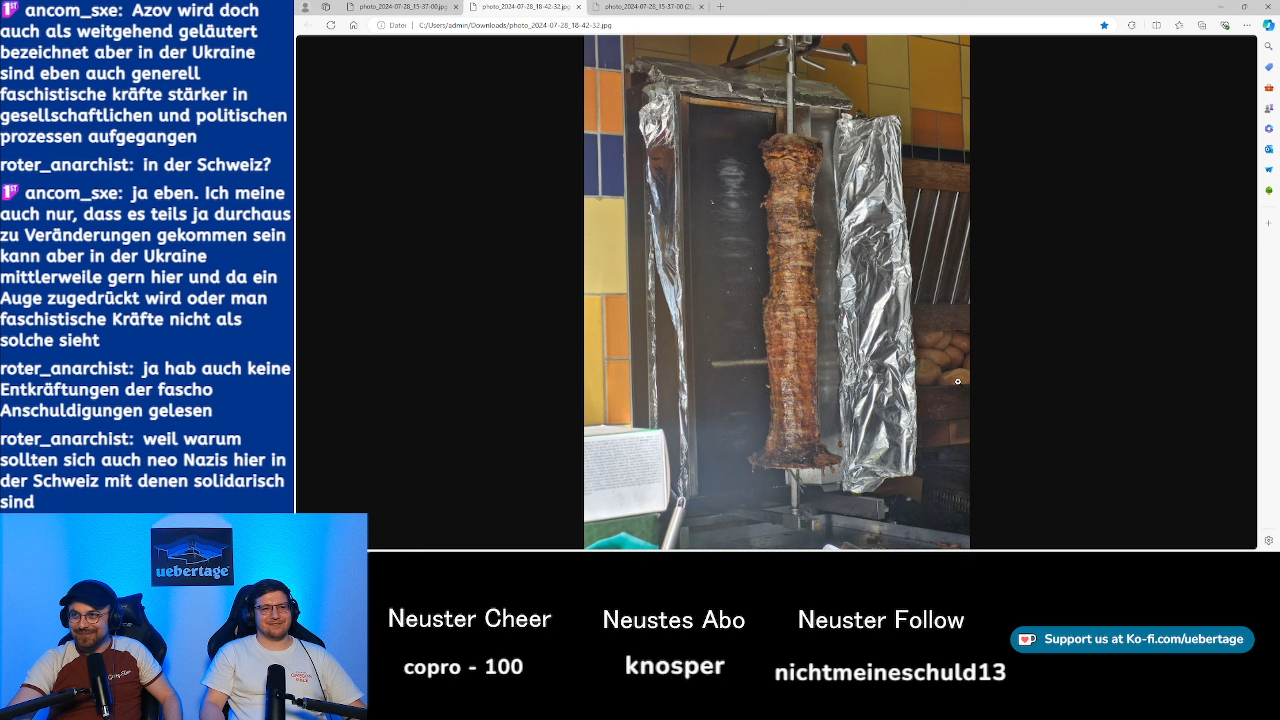 1ST ancom_sxe: Azov wird doch
auch als weitgehend geläutert
bezeichnet aber in der Ukraine
sind eben auch generell
faschistische kräfte stärker in
gesellschaftlichen und politischen
prozessen aufgegangen
roter_anarchist: in der Schweiz?
1ST ancom_sxe: ja eben. Ich meine
auch nur, dass es teils ja durchaus
zu Veränderungen gekommen sein
kann aber in der Ukraine
mittlerweile gern hier und da ein
Auge zugedrückt wird oder man
faschistische Kräfte nicht als
solche sieht
roter_anarchist: ja hab auch keine
Entkräftungen der fascho
Anschuldigungen gelesen
roter_anarchist: weil warum
sollten sich auch neo Nazis hier in
der Schweiz mit denen solidarisch
sind
photo_2024-07-28_15-37-00.jpg
photo_2024-07-28_18-42-32.jpg
photo_2024-07-28_15-37-00 (2).
Datei
C:/Users/admin/Downloads/photo_2024-07-28_18-42-32.jpg
uebertage
Neuster Cheer
copro - 100
Neustes Abo
knosper
Neuster Follow
nichtmeineschuld13
Support us at Ko-fi.com/uebertage